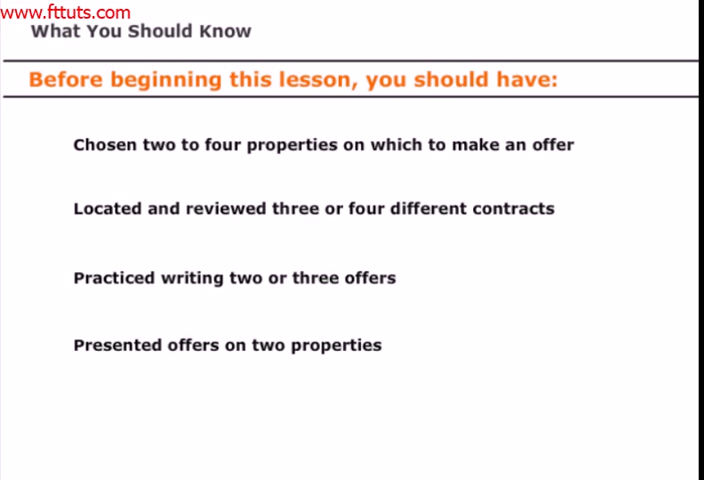 www.fttuts.com
What You Should Know
Before beginning this lesson, you should have:
Chosen two to four properties on which to make an offer
Located and reviewed three or four different contracts
Practiced writing two or three offers
Presented offers on two properties